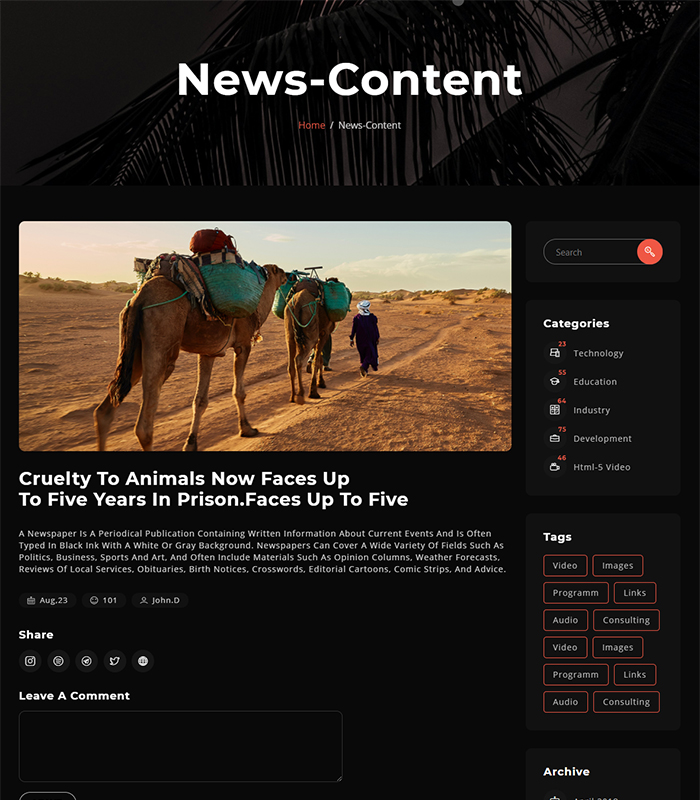 News-Content
Home / News-Content
Search
Cruelty To Animals Now Faces Up
To Five Years In Prison.Faces Up To Five
A Newspaper Is A Periodical Publication Containing Written Information About Current Events And Is Often
Typed In Black Ink With A White Or Gray Background. Newspapers Can Cover A Wide Variety Of Fields Such As
Politics, Business, Sports And Art, And Often Include Materials Such As Opinion Columns, Weather Forecasts,
Reviews Of Local Services, Obituaries, Birth Notices, Crosswords, Editorial Cartoons, Comic Strips, And Advice.
Aug,23 101 John.D
Share
Leave A Comment
Categories
23 Technology
55 Education
64 Industry
75 Development
46 Html-5 Video
Tags
Video Images
Programm Links
Audio Consulting
Video Images
Programm Links
Audio Consulting
Archive